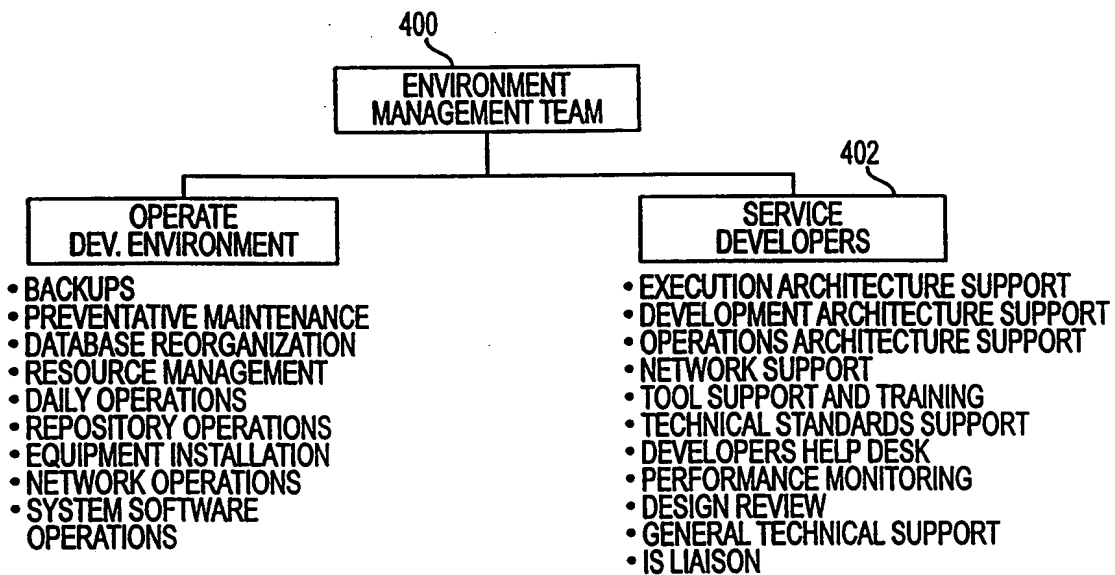 400
ENVIRONMENT
MANAGEMENT TEAM
402
OPERATE
DEV. ENVIRONMENT
• BACKUPS
• PREVENTATIVE MAINTENANCE
• DATABASE REORGANIZATION
• RESOURCE MANAGEMENT
• DAILY OPERATIONS
• REPOSITORY OPERATIONS
• EQUIPMENT INSTALLATION
• NETWORK OPERATIONS
• SYSTEM SOFTWARE
OPERATIONS
SERVICE
DEVELOPERS
• EXECUTION ARCHITECTURE SUPPORT
• DEVELOPMENT ARCHITECTURE SUPPORT
• OPERATIONS ARCHITECTURE SUPPORT
• NETWORK SUPPORT
• TOOL SUPPORT AND TRAINING
• TECHNICAL STANDARDS SUPPORT
• DEVELOPERS HELP DESK
• PERFORMANCE MONITORING
• DESIGN REVIEW
• GENERAL TECHNICAL SUPPORT
• IS LIAISON